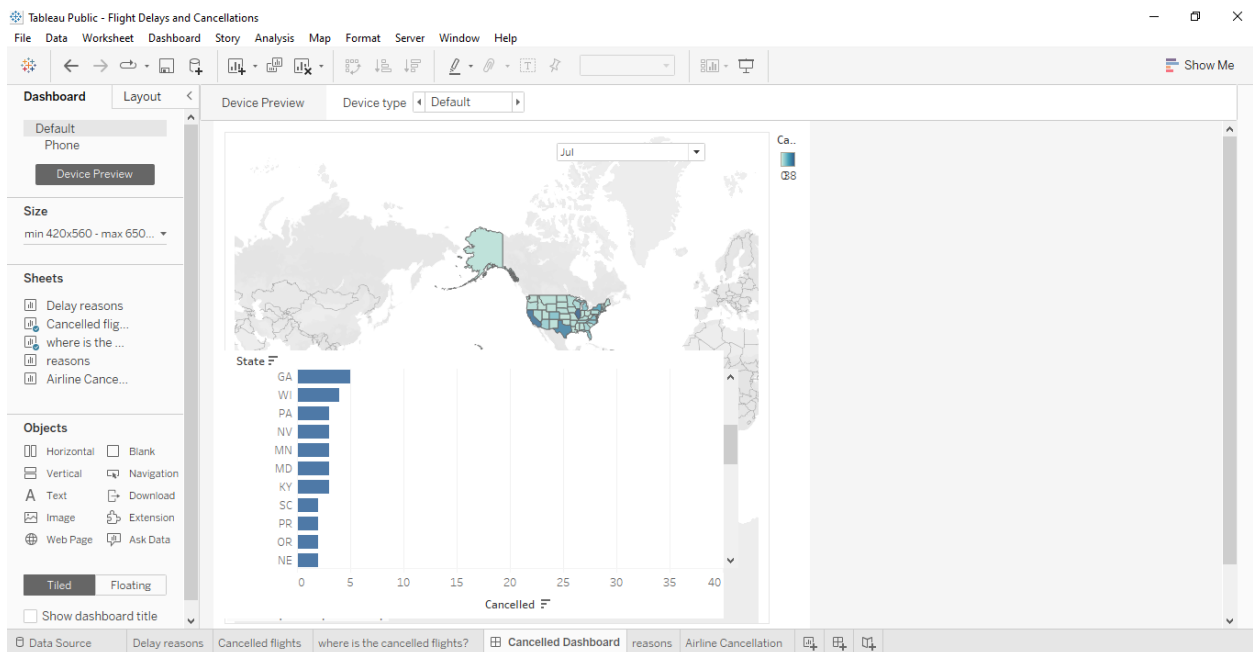 Tableau Public - Flight Delays and Cancellations
File Data Worksheet Dashboard Story Analysis Map Format Server Window Help
Show Me
Dashboard Layout
Device Preview Device type Default
Default
Phone
Device Preview
Size
min 420x560 - max 650...
Sheets
Delay reasons
Cancelled flig...
where is the ...
reasons
Airline Cance...
Objects
Horizontal Blank
Vertical Navigation
Text Download
Image Extension
Web Page Ask Data
Tiled Floating
Show dashboard title
Jul
Ca..
State
GA
WI
PA
NV
MN
MD
KY
SC
PR
OR
NE
0 5 10 15 20 25 30 35 40
Cancelled
Data Source Delay reasons Cancelled flights where is the cancelled flights? Cancelled Dashboard reasons Airline Cancellation